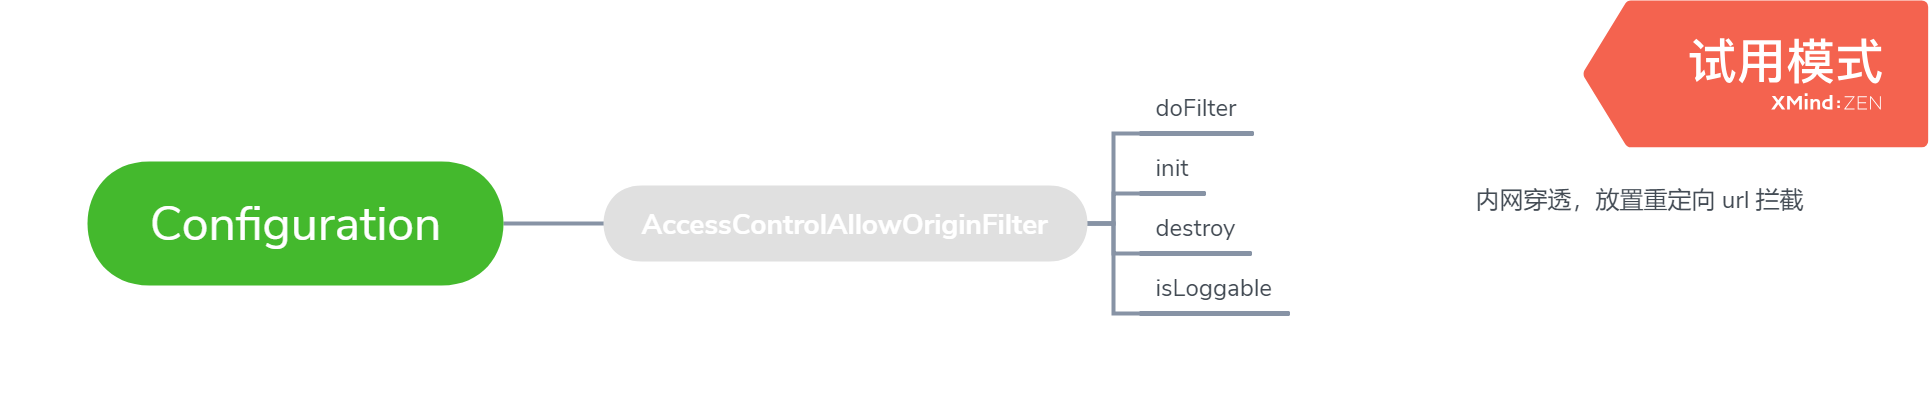 试用模式
XMind:ZEN
doFilter
init
内网穿透，放置重定向 url 拦截
Configuration
AccessControlAllowOriginFilter
destroy
isLoggable